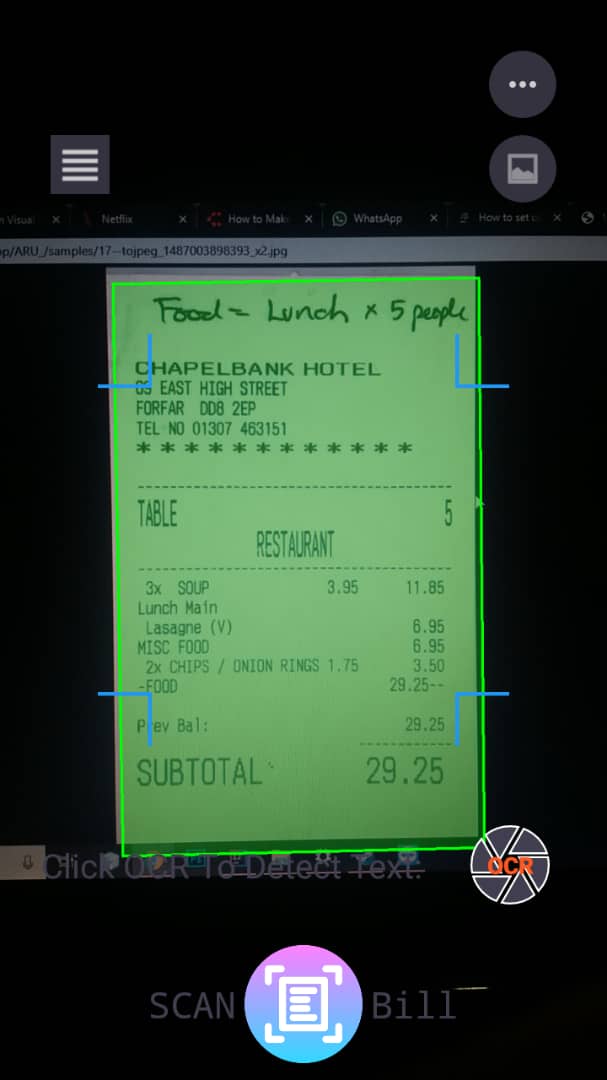 Netflix
How to Mak
WhatsApp
How to set
/ARU_/samples/17--tojpeg_1487003898393_x2.jpg
Food = Lunch x 5 people
CHAPELBANK HOTEL
EAST HIGH STREET
FORFAR DD8 2EP
TEL NO 01307 463151
* * * * * * * * * * * *
TABLE 5
RESTAURANT
3x SOUP 3.95 11.85
Lunch Main
Lasagne (V) 6.95
MISC FOOD 6.95
2x CHIPS / ONION RINGS 1.75 3.50
-FOOD 29.25--
Prev Bal: 29.25
SUBTOTAL 29.25
Click OCR To Detect Text.
OCR
SCAN Bill